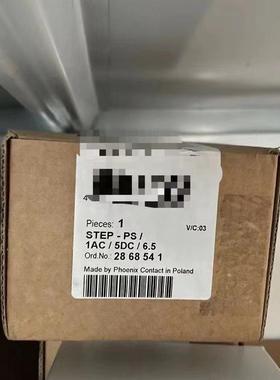 4
Pieces: 1
V/C:03
STEP - PS /
1AC / 5DC / 6.5
Ord.No.: 28 68 54 1
Made by Phoenix Contact in Poland